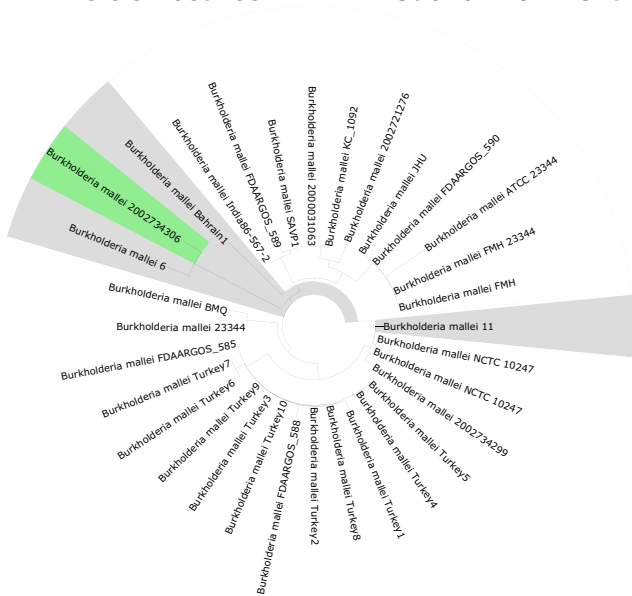 Burkholderia mallei 11
Burkholderia mallei FMH
Burkholderia mallei FMH 23344
Burkholderia mallei ATCC 23344
Burkholderia mallei FDAARGOS_590
Burkholderia mallei JHU
Burkholderia mallei 2002721276
Burkholderia mallei KC_1092
Burkholderia mallei 2000031063
Burkholderia mallei SAVP1
Burkholderia mallei FDAARGOS_589
Burkholderia mallei India86-567-2
Burkholderia mallei Bahrain1
Burkholderia mallei 2002734306
Burkholderia mallei 6
Burkholderia mallei BMQ
Burkholderia mallei 23344
Burkholderia mallei FDAARGOS_585
Burkholderia mallei Turkey7
Burkholderia mallei Turkey6
Burkholderia mallei Turkey9
Burkholderia mallei Turkey3
Burkholderia mallei Turkey10
Burkholderia mallei FDAARGOS_588
Burkholderia mallei Turkey2
Burkholderia mallei Turkey8
Burkholderia mallei Turkey1
Burkholderia mallei Turkey4
Burkholderia mallei Turkey5
Burkholderia mallei 2002734299
Burkholderia mallei NCTC 10247
Burkholderia mallei NCTC 10247